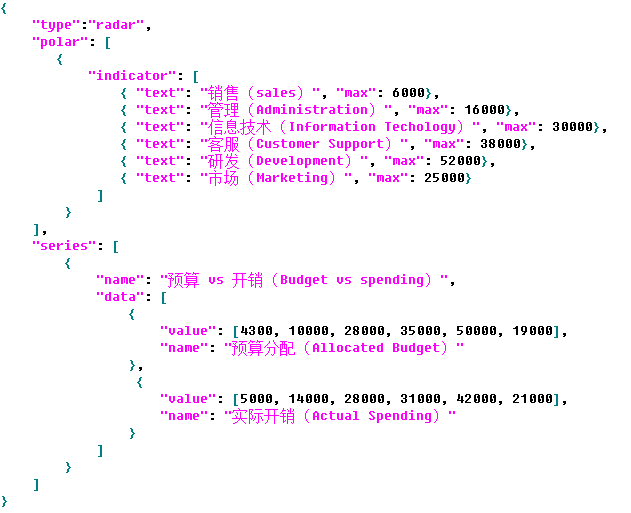 {
    "type":"radar",
    "polar": [
       {
           "indicator": [
               { "text": "销售（sales）", "max": 6000},
               { "text": "管理（Administration）", "max": 16000},
               { "text": "信息技术（Information Techology）", "max": 30000},
               { "text": "客服（Customer Support）", "max": 38000},
               { "text": "研发（Development）", "max": 52000},
               { "text": "市场（Marketing）", "max": 25000}
            ]
        }
    ],
    "series": [
        {
            "name": "预算 vs 开销（Budget vs spending）",
            "data": [
                {
                    "value": [4300, 10000, 28000, 35000, 50000, 19000],
                    "name": "预算分配（Allocated Budget）"
                },
                 {
                    "value": [5000, 14000, 28000, 31000, 42000, 21000],
                    "name": "实际开销（Actual Spending）"
                }
            ]
        }
    ]
}